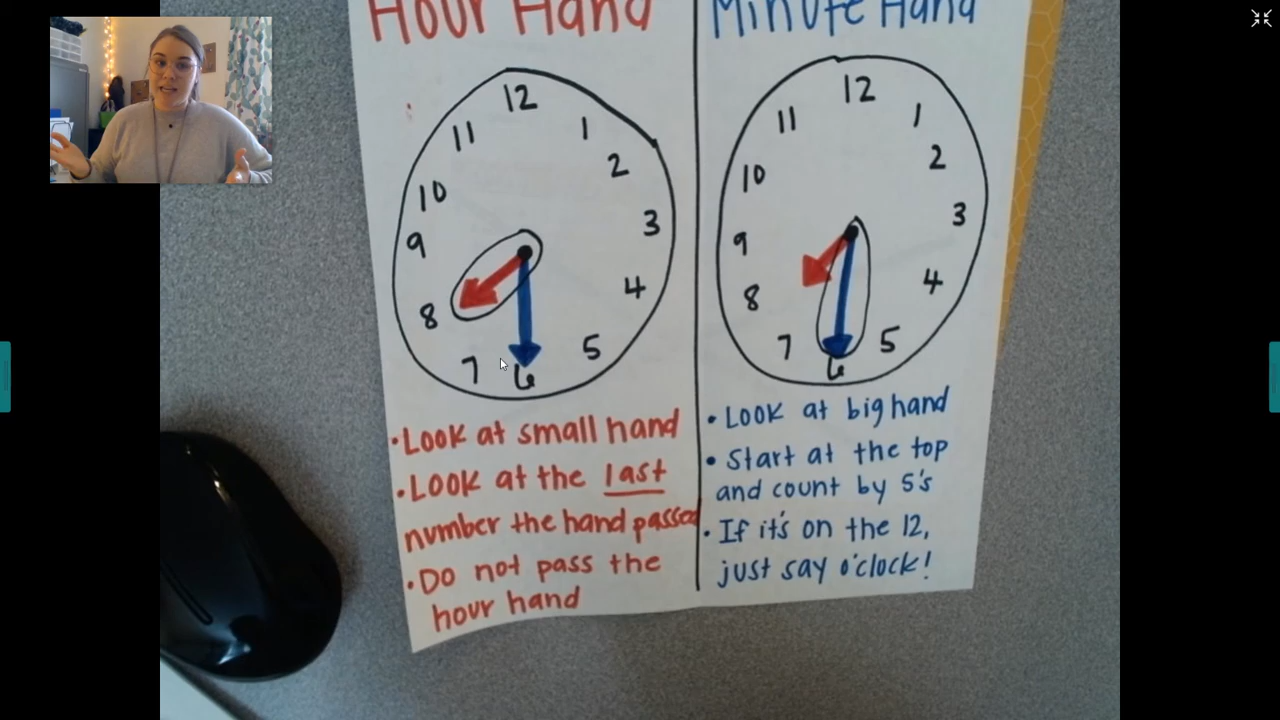 Hour Hand
12
11
1
10
2
9
3
8
4
7
6
5
• Look at small hand
• Look at the last
number the hand passed
• Do not pass the
hour hand
Minute Hand
12
11
1
10
2
9
3
8
4
7
6
5
• Look at big hand
• Start at the top
and count by 5's
• If it's on the 12,
just say o'clock!